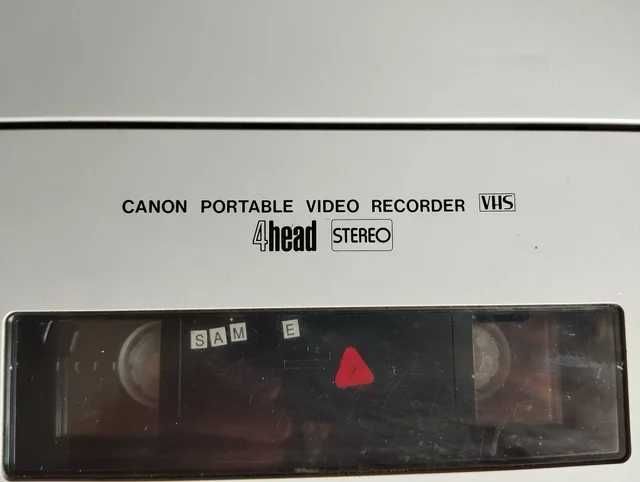 CANON PORTABLE VIDEO RECORDER VHS
4head STEREO
SAM E